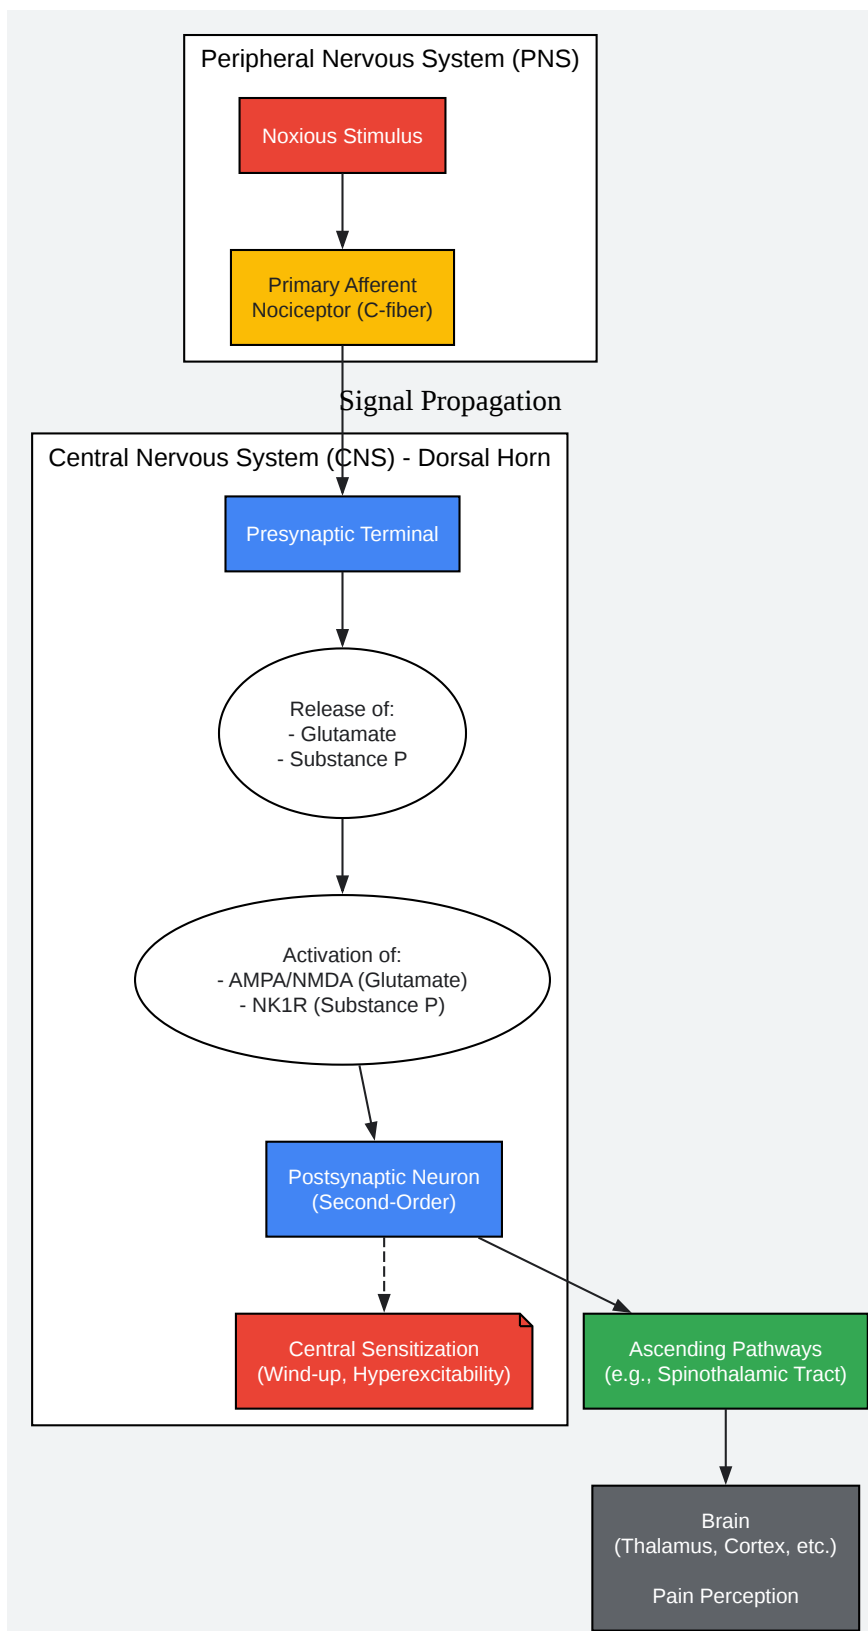 Peripheral Nervous System (PNS)
Noxious Stimulus
Primary Afferent
Nociceptor (C-fiber)
Signal Propagation
Central Nervous System (CNS) - Dorsal Horn
Presynaptic Terminal
Release of:
- Glutamate
- Substance P
Activation of:
- AMPA/NMDA (Glutamate)
- NK1R (Substance P)
Postsynaptic Neuron
(Second-Order)
Central Sensitization
(Wind-up, Hyperexcitability)
Ascending Pathways
(e.g., Spinothalamic Tract)
Brain
(Thalamus, Cortex, etc.)
Pain Perception